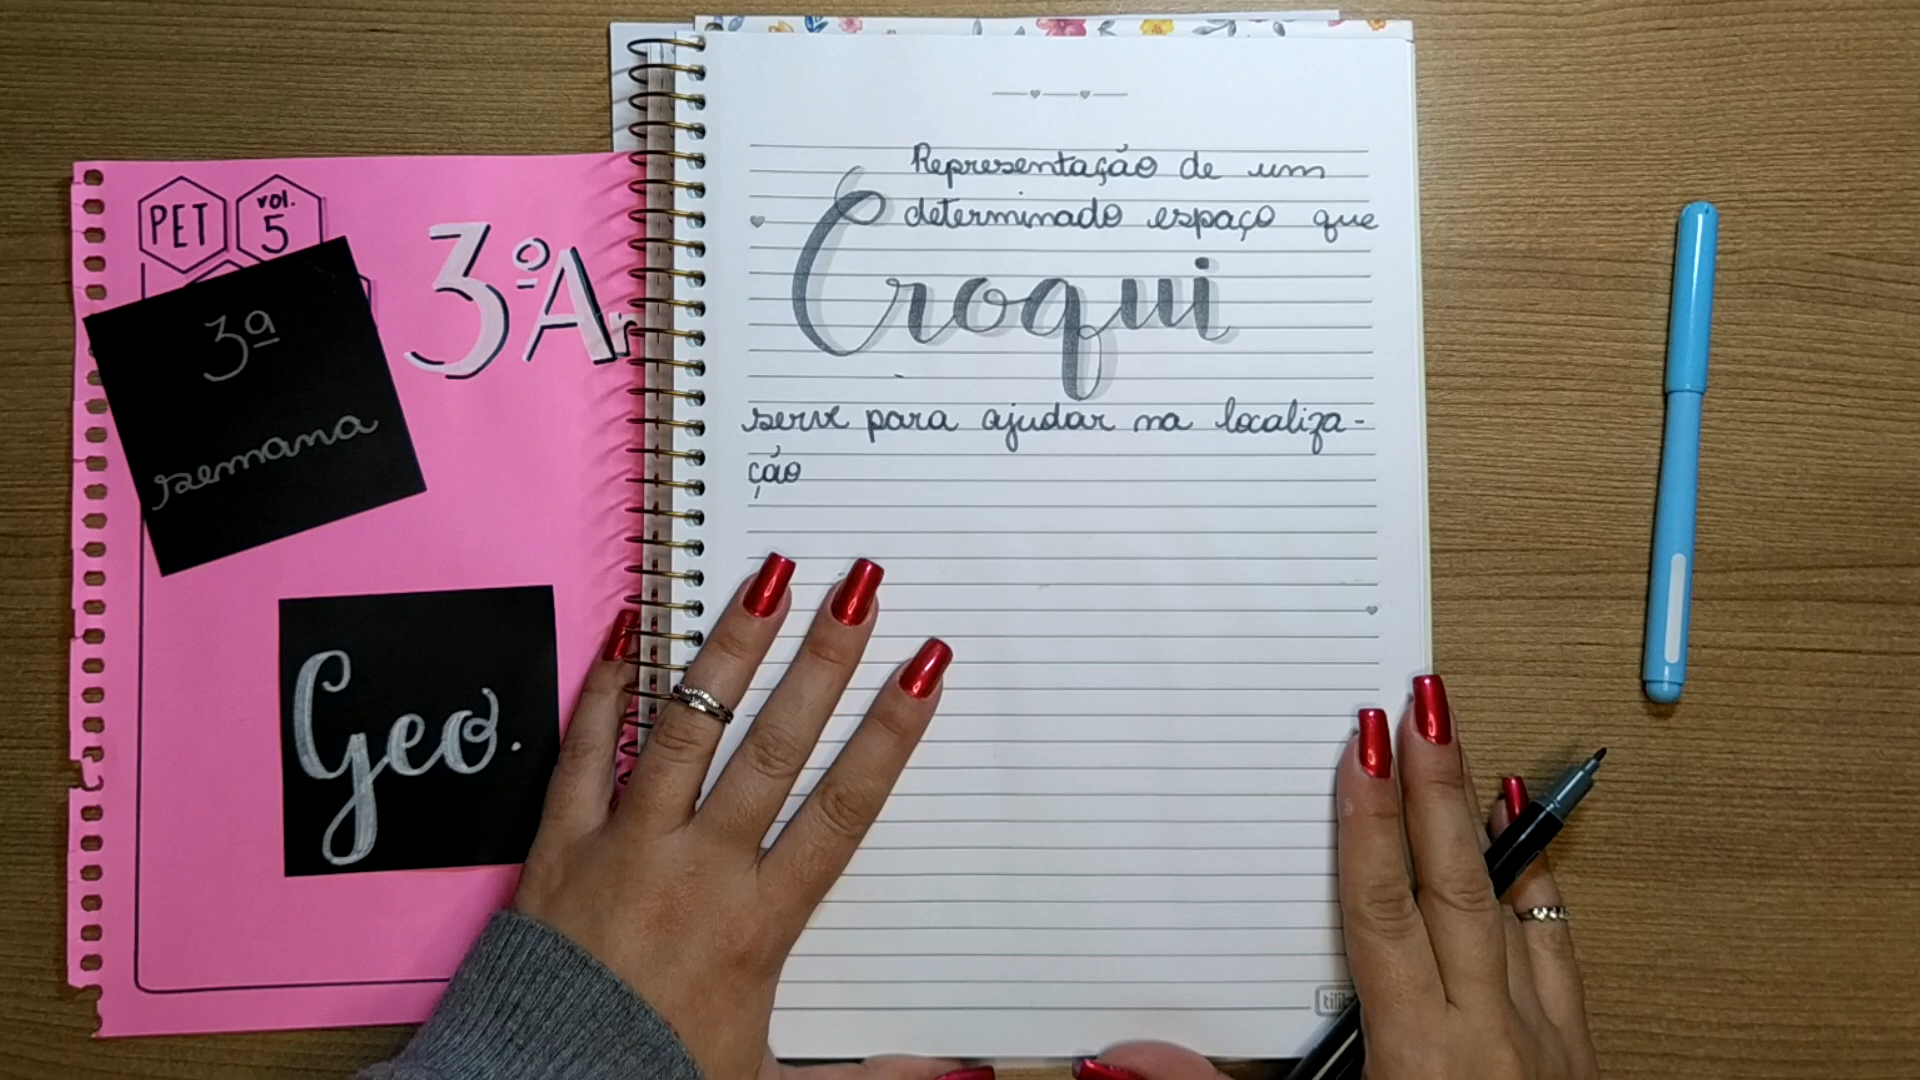 PET
vol.
5
3º A
3ª
semana
Geo.
Representação de um
determinado espaço que
Croqui
serve para ajudar na localiza-
ção